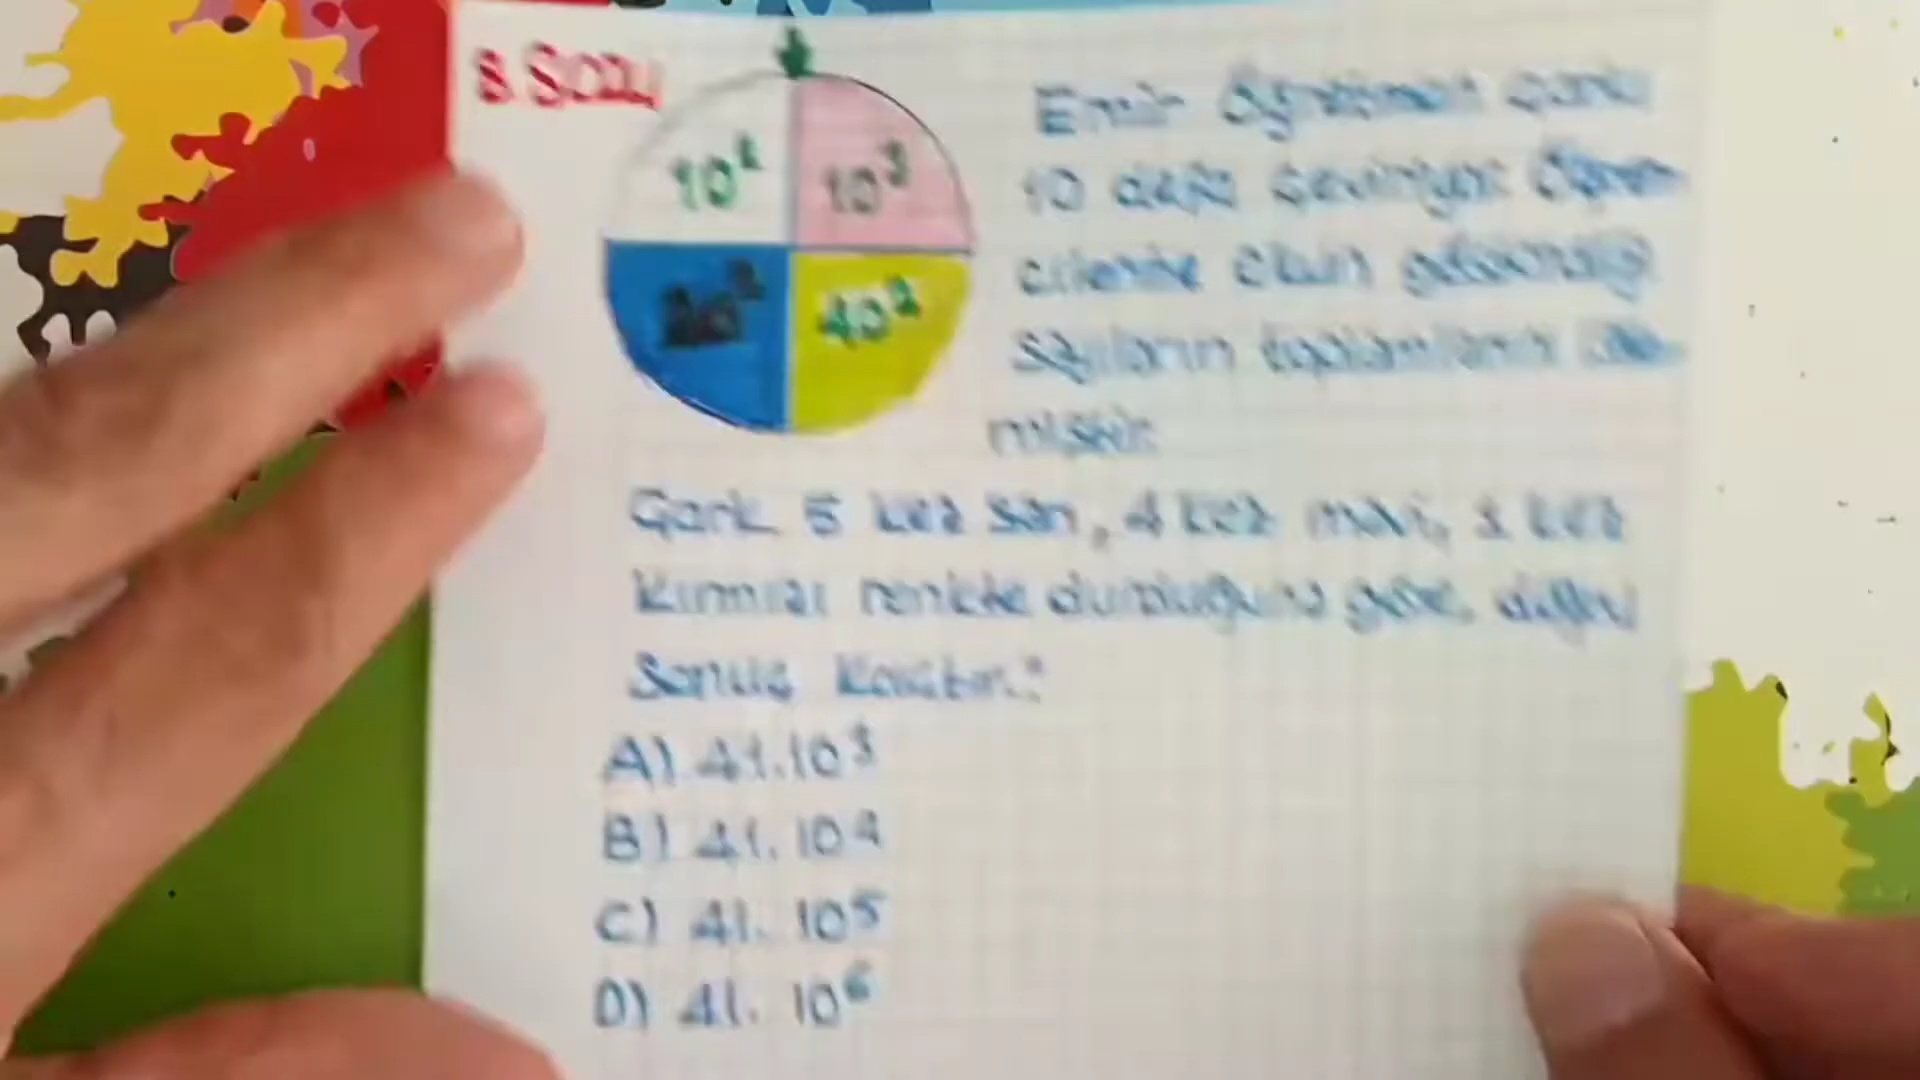 8. Soru
10² 10³
20² 40²
Emir Öğretmen çarkı
10 defa çeviriyor. Öğren-
cilerine okun gösterdiği
sayıların toplamlarını iste-
miştir.
Çark 5 kez sarı, 4 kez mavi, 1 kez
kırmızı renkte durduğuna göre, doğru
Sonuç kaçtır?
A) 41.10³
B) 41. 10⁴
C) 41. 10⁵
D) 41. 10⁶